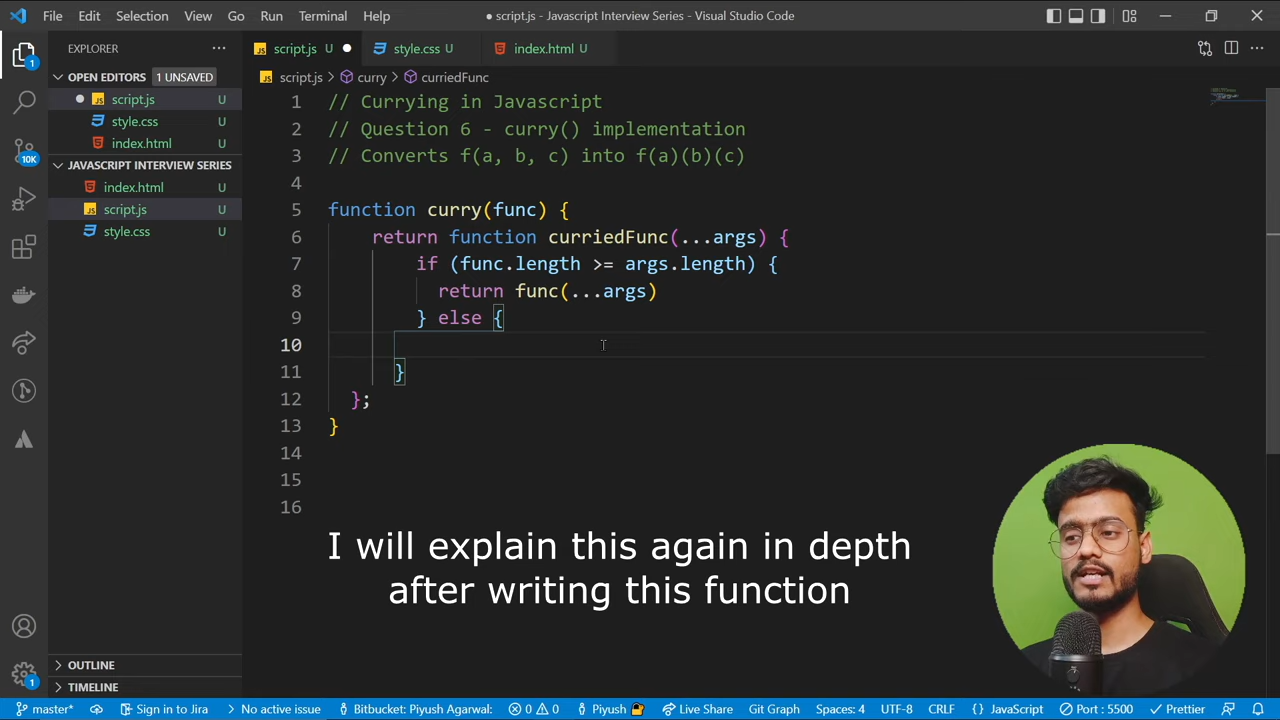 File Edit Selection View Go Run Terminal Help
● script.js - Javascript Interview Series - Visual Studio Code
EXPLORER
OPEN EDITORS 1 UNSAVED
script.js U
style.css U
index.html U
JAVASCRIPT INTERVIEW SERIES
index.html U
script.js U
style.css U
OUTLINE
TIMELINE
1
10K
1
script.js U ● style.css U index.html U
script.js > curry > curriedFunc
1 // Currying in Javascript
2 // Question 6 - curry() implementation
3 // Converts f(a, b, c) into f(a)(b)(c)
4
5 function curry(func) {
6 return function curriedFunc(...args) {
7 if (func.length >= args.length) {
8 return func(...args)
9 } else {
10
11 }
12 };
13 }
14
15
16
I will explain this again in depth
after writing this function
master* Sign in to Jira No active issue Bitbucket: Piyush Agarwal: 0 0 Piyush Live Share Git Graph Spaces: 4 UTF-8 CRLF {} JavaScript Port : 5500 Prettier